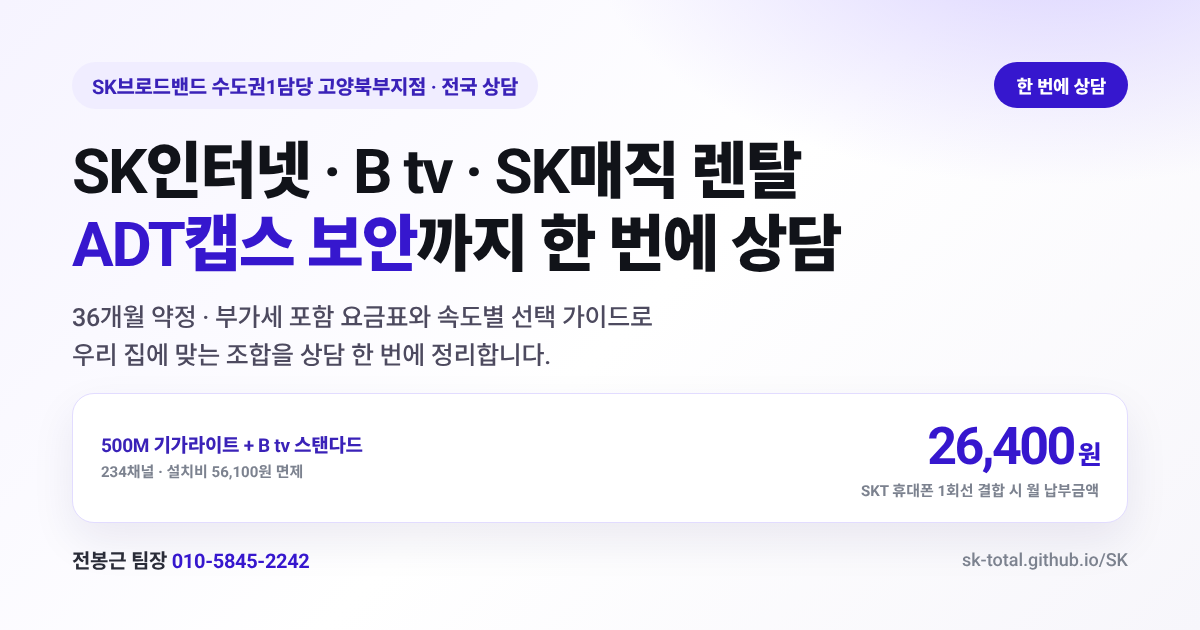 SK브로드밴드 수도권1담당 고양북부지점 · 전국 상담
한 번에 상담
SK인터넷 · B tv · SK매직 렌탈
ADT캡스 보안까지 한 번에 상담
36개월 약정 · 부가세 포함 요금표와 속도별 선택 가이드로
우리 집에 맞는 조합을 상담 한 번에 정리합니다.
500M 기가라이트 + B tv 스탠다드
234채널 · 설치비 56,100원 면제
26,400원
SKT 휴대폰 1회선 결합 시 월 납부금액
전봉근 팀장 010-5845-2242
sk-total.github.io/SK